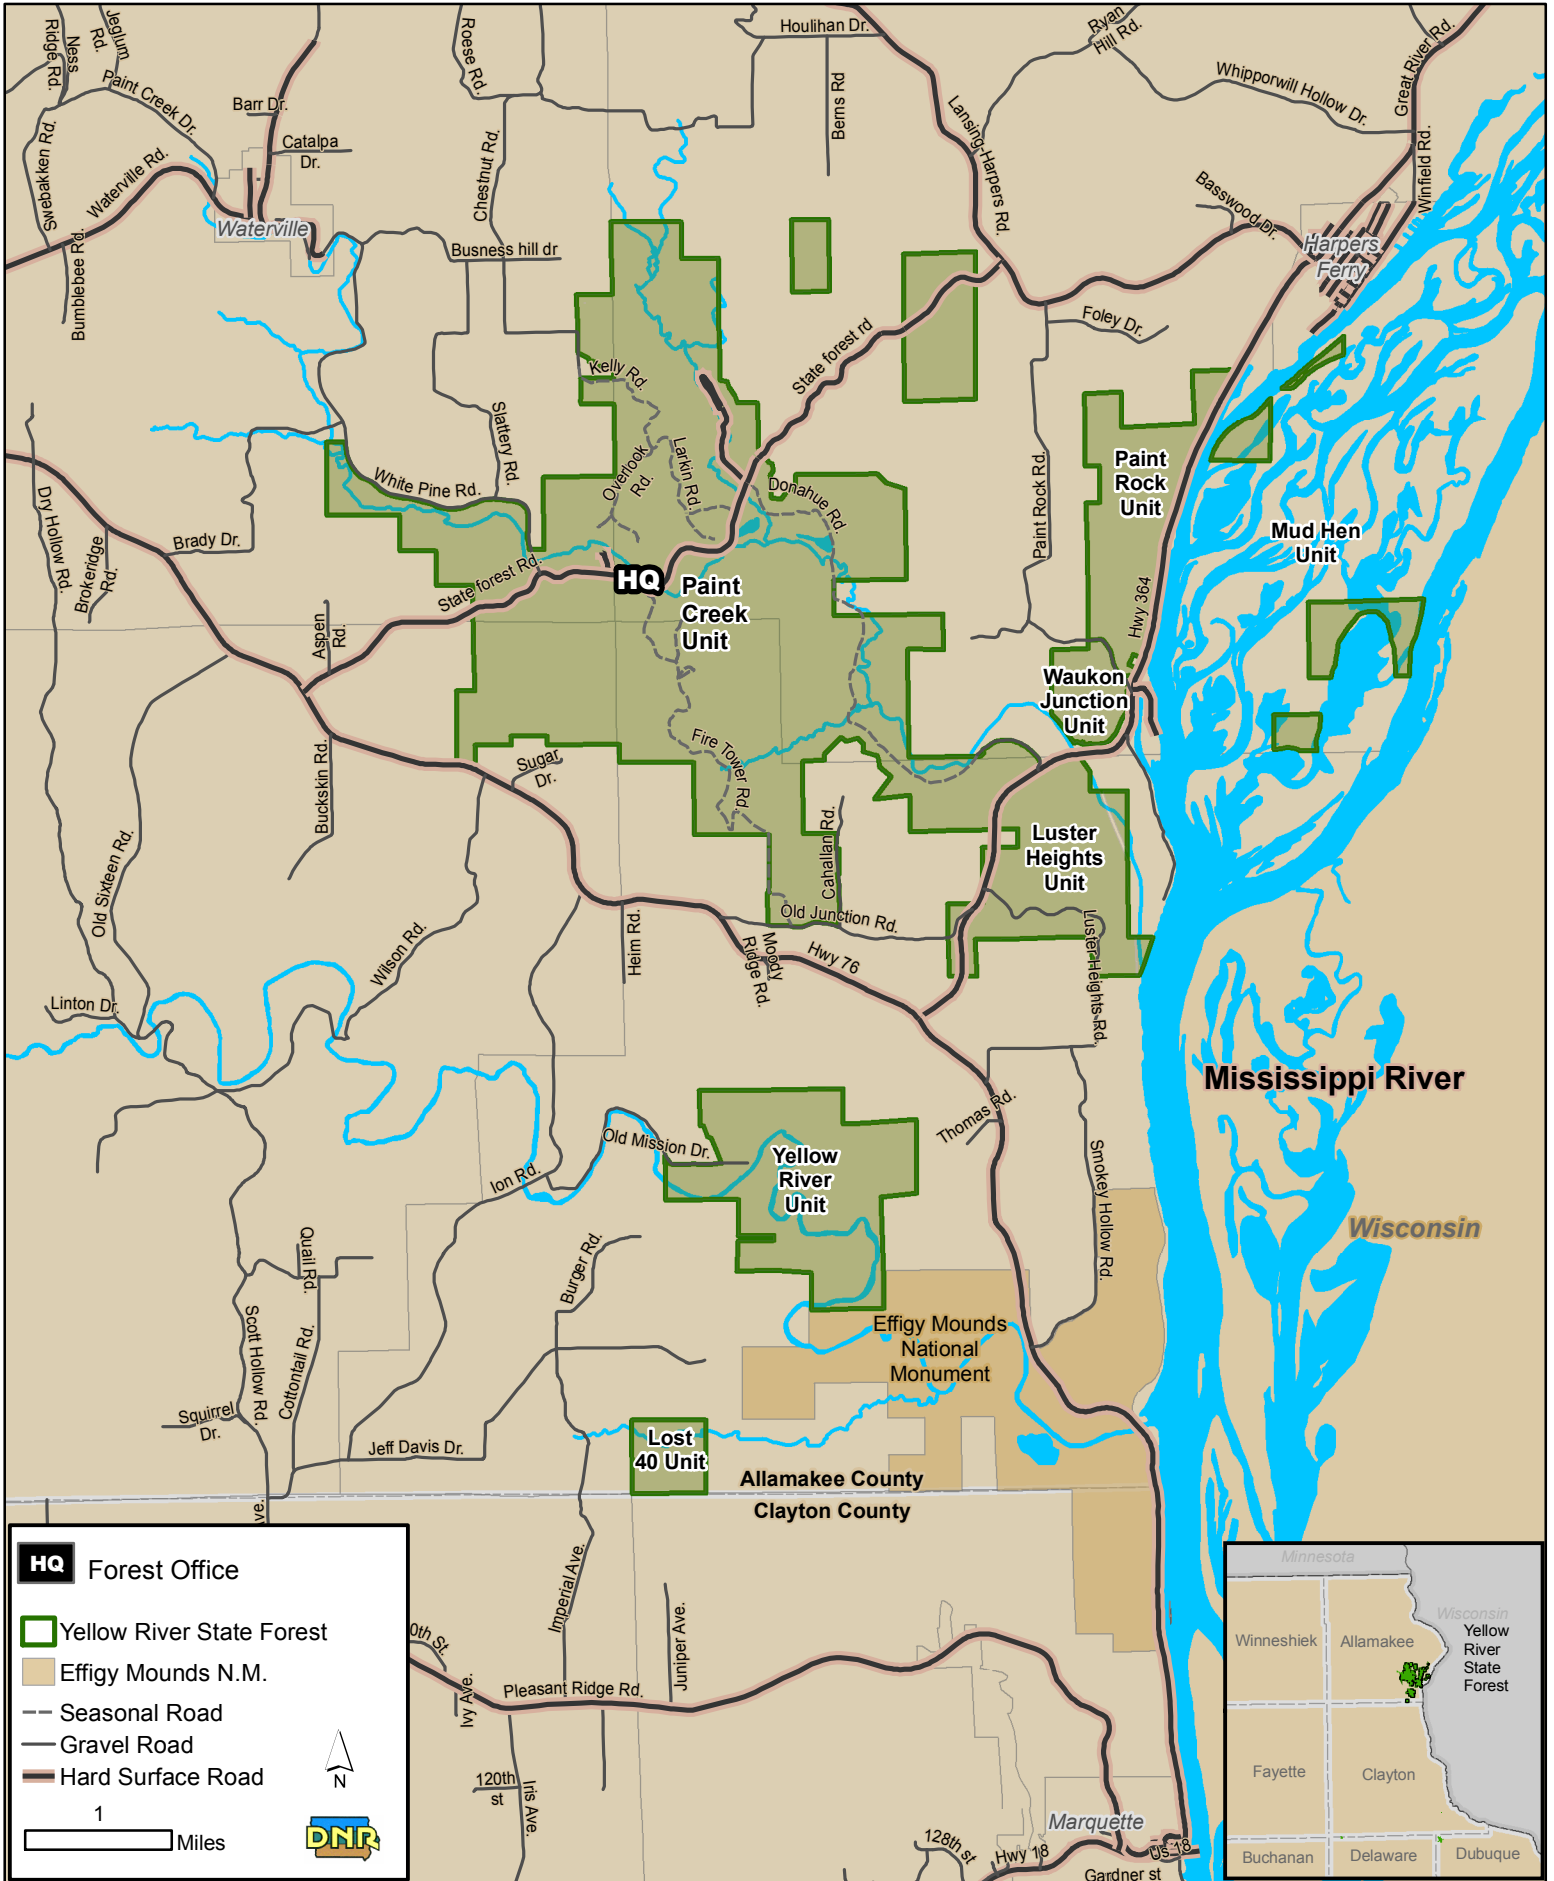 Houlihan Dr.
Ryan
Hill Rd.
Great River Rd.
Ness
Ridge Rd.
Jeglum
Rd.
Roese Rd.
Paint Creek Dr.
Barr Dr.
Berns Rd
Whipporwill Hollow Dr.
Lansing-Harpers Rd.
Swebakken Rd.
Waterville Rd.
Catalpa
Dr.
Chestnut Rd.
Winfield Rd.
Basswood Dr.
Waterville
Busness hill dr
Harpers
Ferry
Bumblebee Rd.
Foley Dr.
State forest rd
Kelly Rd.
Slattery Rd.
Overlook
Rd.
Larkin Rd.
White Pine Rd.
Donahue Rd.
Paint Rock Rd.
Paint
Rock
Unit
Mud Hen
Unit
Dry Hollow Rd.
Brokeridge
Rd.
Brady Dr.
State forest Rd.
HQ
Paint
Creek
Unit
Hwy 364
Aspen
Rd.
Waukon
Junction
Unit
Buckskin Rd.
Sugar
Dr.
Fire Tower Rd.
Cahallan Rd.
Luster
Heights
Unit
Old Sixteen Rd.
Old Junction Rd.
Luster Heights Rd.
Wilson Rd.
Heim Rd.
Moody
Ridge Rd.
Hwy 76
Linton Dr.
Mississippi River
Thomas Rd.
Old Mission Dr.
Yellow
River
Unit
Ion Rd.
Smokey Hollow Rd.
Wisconsin
Quail Rd.
Burger Rd.
Scott Hollow Rd.
Cottontail Rd.
Effigy Mounds
National
Monument
Squirrel
Dr.
Jeff Davis Dr.
Lost
40 Unit
Allamakee County
Clayton County
ve.
0th St.
Ivy Ave.
Imperial Ave.
Juniper Ave.
Pleasant Ridge Rd.
120th
st
Iris Ave.
Marquette
128th st
Hwy 18
Us 18
Gardner st
HQ Forest Office
Yellow River State Forest
Effigy Mounds N.M.
Seasonal Road
Gravel Road
Hard Surface Road
N
1
Miles
DNR
Minnesota
Wisconsin
Winneshiek
Allamakee
Yellow
River
State
Forest
Fayette
Clayton
Buchanan
Delaware
Dubuque